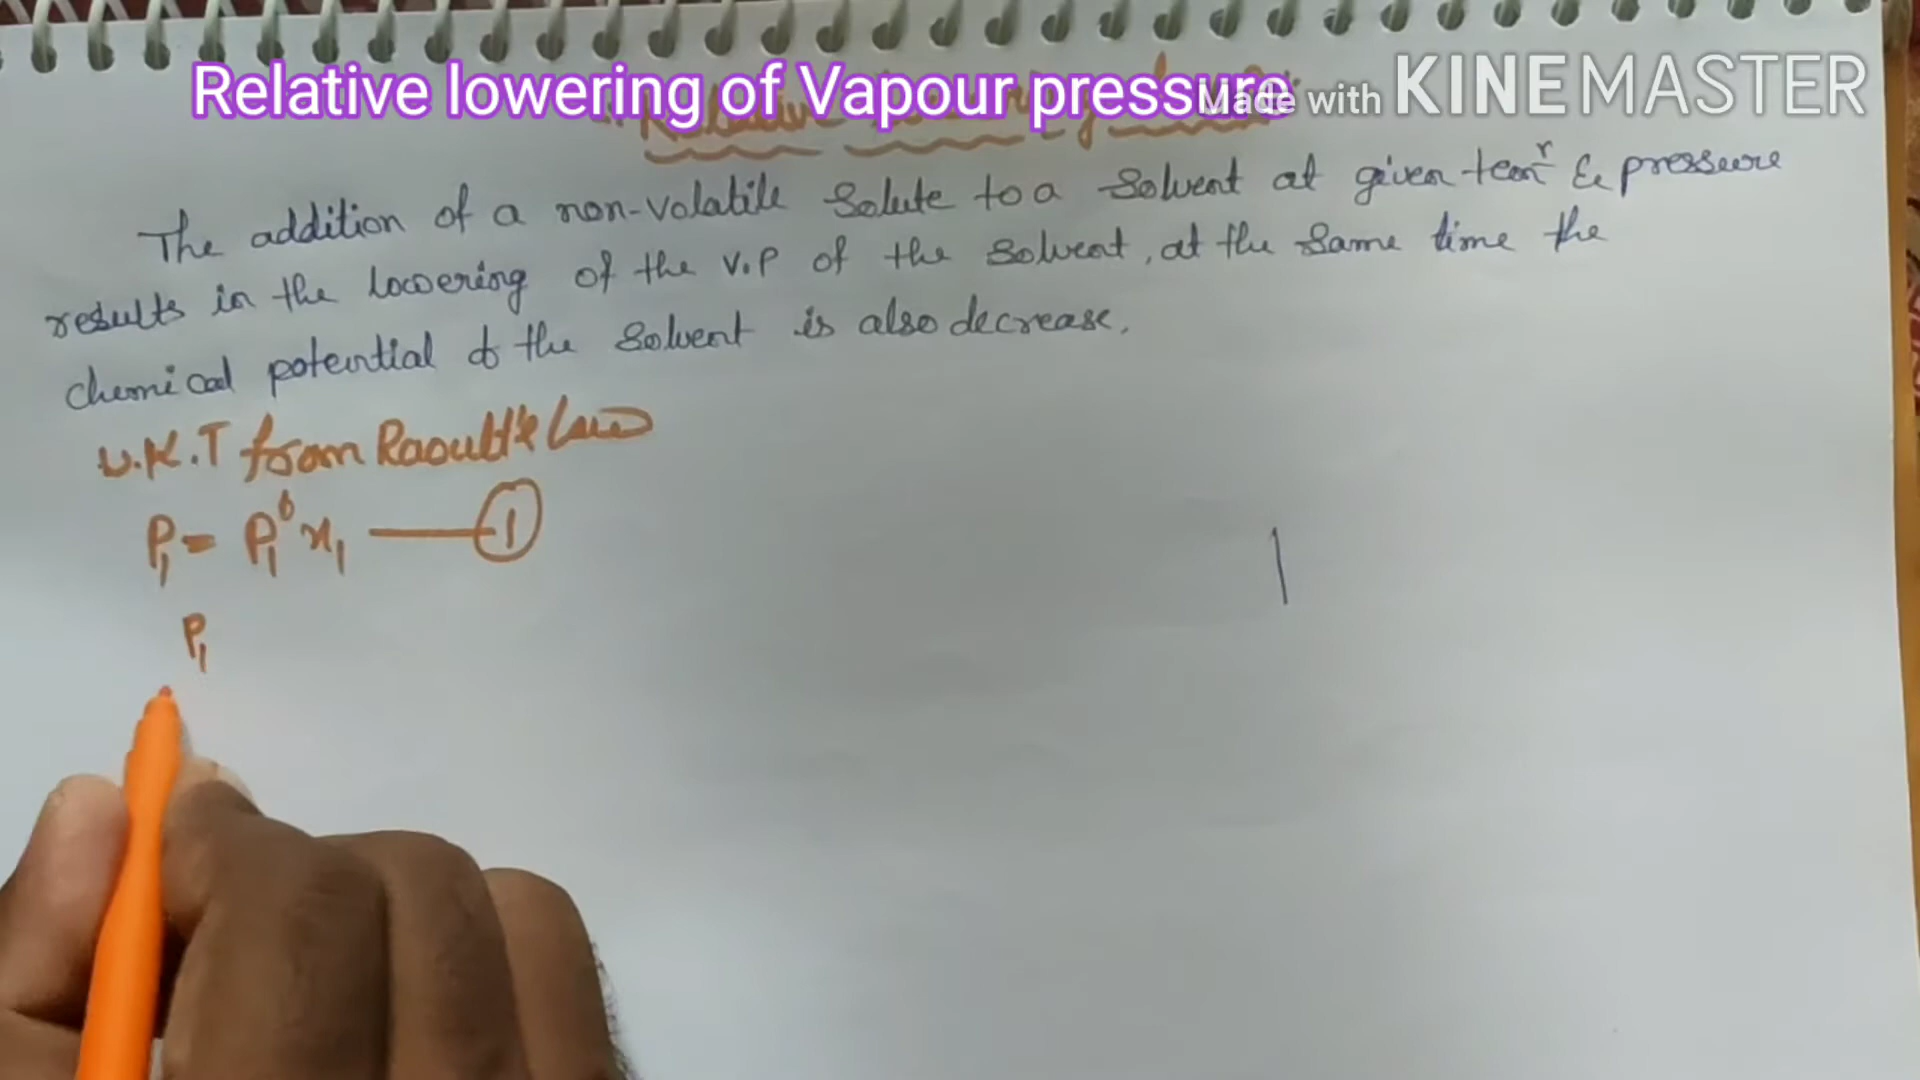 Relative lowering of Vapour pressure
Made with KINEMASTER
The addition of a non-volatile Solute to a Solvent at given temr & pressure
results in the lowering of the v.p of the solvent, at the same time the
chemical potential of the Solvent is also decrease.
W.K.T from Raoult's law
P₁ = P₁⁰ x₁ —— ①
P₁